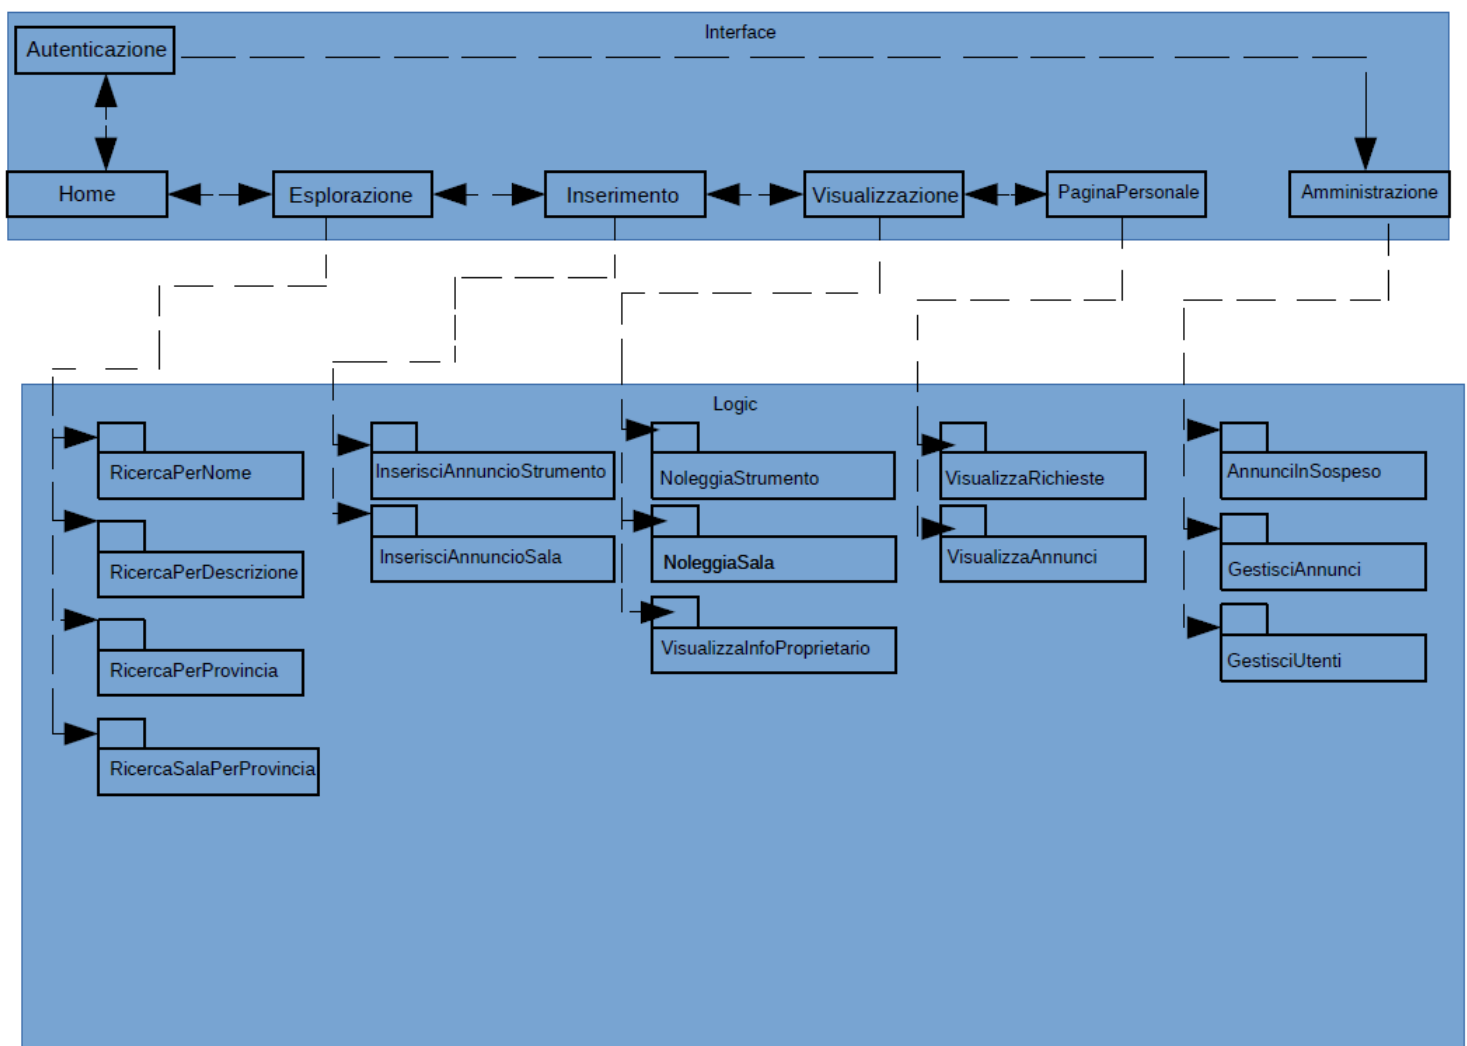 Interface
Autenticazione
Home
Esplorazione
Inserimento
Visualizzazione
PaginaPersonale
Amministrazione
Logic
RicercaPerNome
InserisciAnnuncioStrumento
NoleggiaStrumento
VisualizzaRichieste
AnnunciInSospeso
RicercaPerDescrizione
InserisciAnnuncioSala
NoleggiaSala
VisualizzaAnnunci
GestisciAnnunci
RicercaPerProvincia
VisualizzaInfoProprietario
GestisciUtenti
RicercaSalaPerProvincia